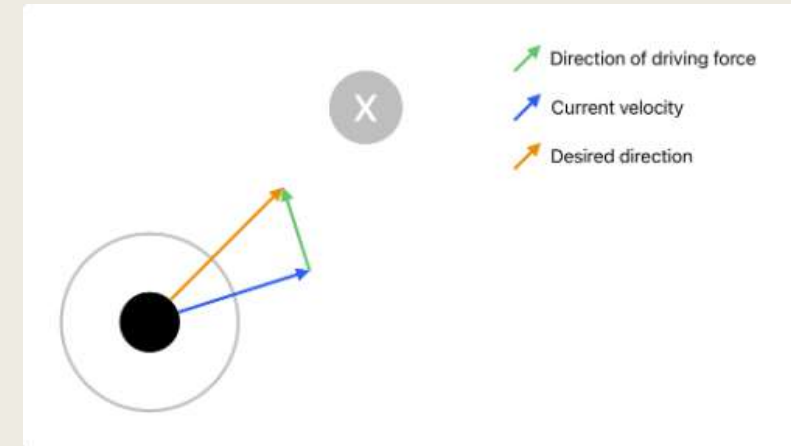 Direction of driving force
X
Current velocity
Desired direction